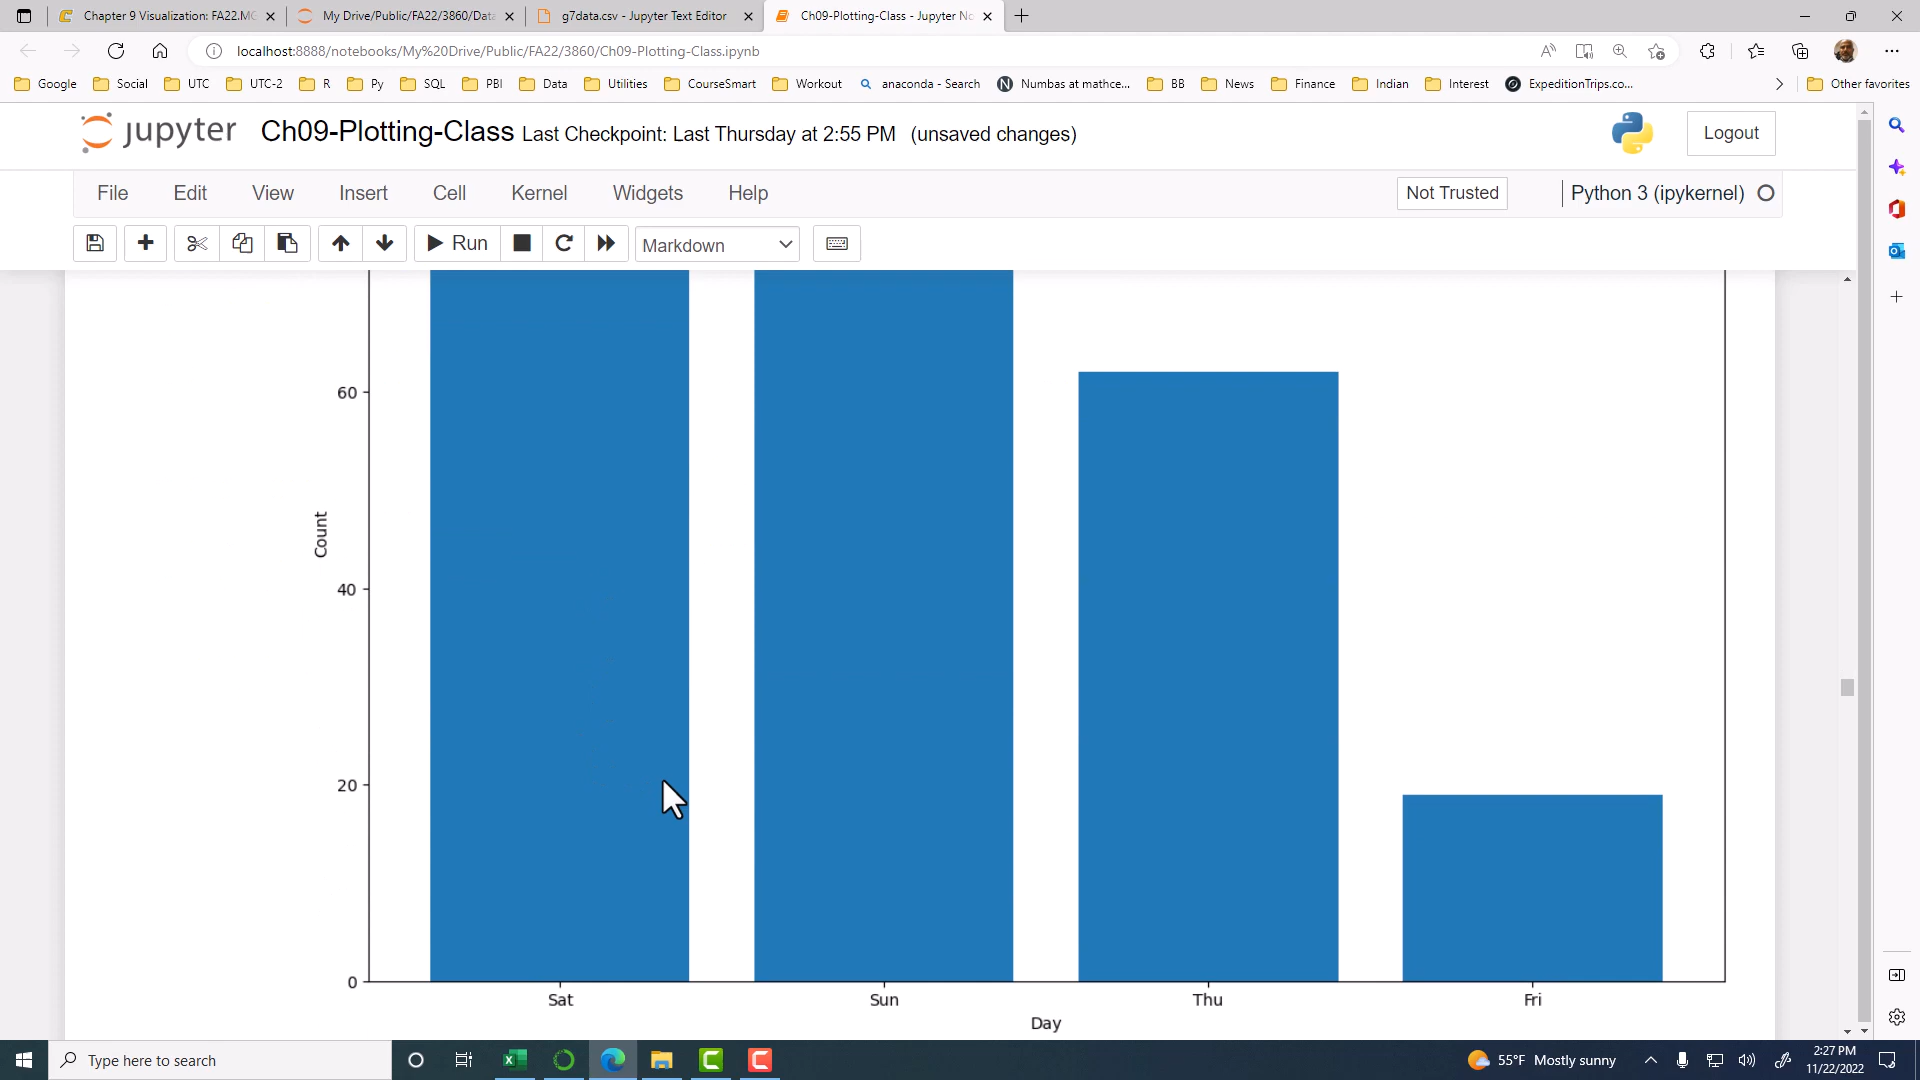 Chapter 9 Visualization: FA22.MG
My Drive/Public/FA22/3860/Data
g7data.csv - Jupyter Text Editor
Ch09-Plotting-Class - Jupyter No
localhost:8888/notebooks/My%20Drive/Public/FA22/3860/Ch09-Plotting-Class.ipynb
Google Social UTC UTC-2 R Py SQL PBI Data Utilities CourseSmart Workout anaconda - Search Numbas at mathce... BB News Finance Indian Interest ExpeditionTrips.co... Other favorites
jupyter Ch09-Plotting-Class Last Checkpoint: Last Thursday at 2:55 PM (unsaved changes) Logout
File Edit View Insert Cell Kernel Widgets Help Not Trusted Python 3 (ipykernel)
Run Markdown
60
Count
40
20
0
Sat Sun Thu Fri
Day
Type here to search
55°F Mostly sunny
2:27 PM
11/22/2022